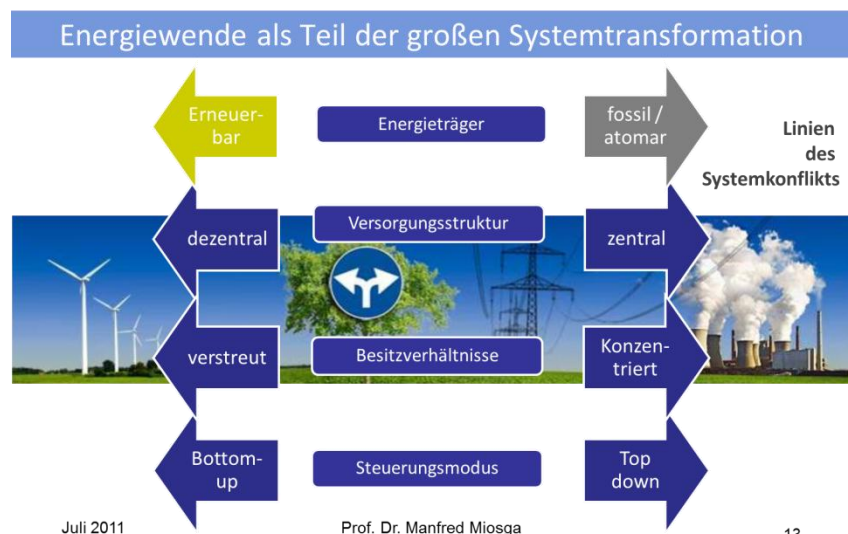 Energiewende als Teil der großen Systemtransformation
Erneuer-
bar
Energieträger
fossil /
atomar
Linien
des
Systemkonflikts
dezentral
Versorgungsstruktur
zentral
verstreut
Besitzverhältnisse
Konzen-
triert
Bottom-
up
Steuerungsmodus
Top
down
Juli 2011
Prof. Dr. Manfred Miosga